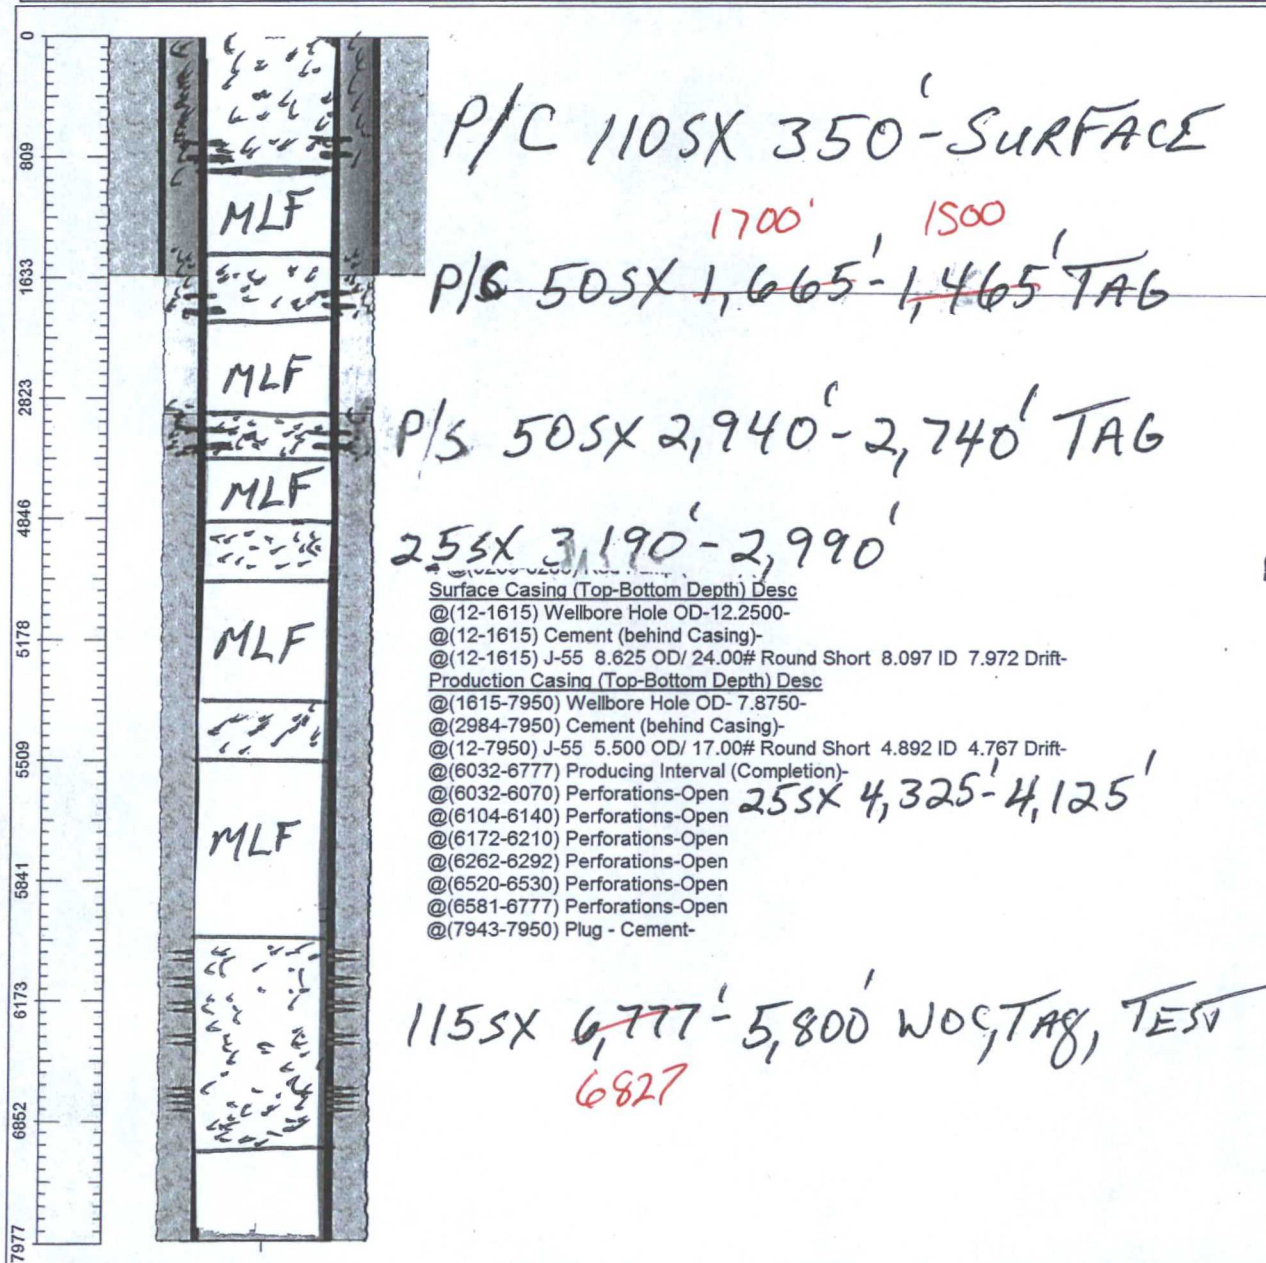 0
809
1633
2823
4846
5178
5509
5841
6173
6852
7977
P/C 110SX 350' - SURFACE
MLF
1700' 1500
P/S 50SX 1,665' - 1,465' TAG
MLF
P/S 50SX 2,940' - 2,740' TAG
MLF
25SX 3,190' - 2,990'
Surface Casing (Top-Bottom Depth) Desc
@(12-1615) Wellbore Hole OD-12.2500-
@(12-1615) Cement (behind Casing)-
@(12-1615) J-55 8.625 OD/ 24.00# Round Short 8.097 ID 7.972 Drift-
MLF
Production Casing (Top-Bottom Depth) Desc
@(1615-7950) Wellbore Hole OD- 7.8750-
@(2984-7950) Cement (behind Casing)-
@(12-7950) J-55 5.500 OD/ 17.00# Round Short 4.892 ID 4.767 Drift-
@(6032-6777) Producing Interval (Completion)-
@(6032-6070) Perforations-Open 25SX 4,325' - 4,125'
@(6104-6140) Perforations-Open
MLF
@(6172-6210) Perforations-Open
@(6262-6292) Perforations-Open
@(6520-6530) Perforations-Open
@(6581-6777) Perforations-Open
@(7943-7950) Plug - Cement-
115SX 6,777' - 5,800' WOC, TAG, TEST
6827